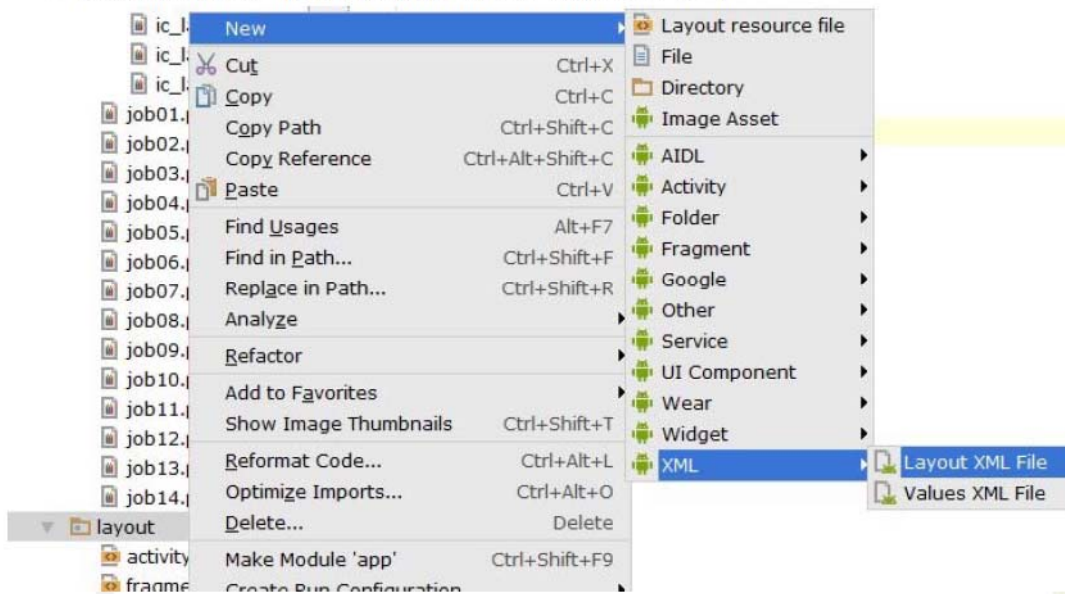 ic_l
ic_l
ic_l
job01.
job02.
job03.
job04.
job05.
job06.
job07.
job08.
job09.
job10.
job11.
job12.
job13.
job14.
layout
activity
fragme
New
Cut Ctrl+X
Copy Ctrl+C
Copy Path Ctrl+Shift+C
Copy Reference Ctrl+Alt+Shift+C
Paste Ctrl+V
Find Usages Alt+F7
Find in Path... Ctrl+Shift+F
Replace in Path... Ctrl+Shift+R
Analyze
Refactor
Add to Favorites
Show Image Thumbnails Ctrl+Shift+T
Reformat Code... Ctrl+Alt+L
Optimize Imports... Ctrl+Alt+O
Delete... Delete
Make Module 'app' Ctrl+Shift+F9
Create Run Configuration
Layout resource file
File
Directory
Image Asset
AIDL
Activity
Folder
Fragment
Google
Other
Service
UI Component
Wear
Widget
XML
Layout XML File
Values XML File